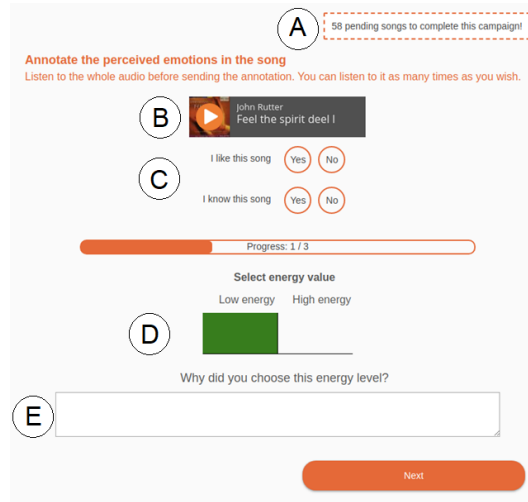 A
58 pending songs to complete this campaign!
Annotate the perceived emotions in the song
Listen to the whole audio before sending the annotation. You can listen to it as many times as you wish.
B
John Rutter
Feel the spirit deel I
C
I like this song Yes No
I know this song Yes No
Progress: 1 / 3
Select energy value
Low energy High energy
D
Why did you choose this energy level?
E
Next